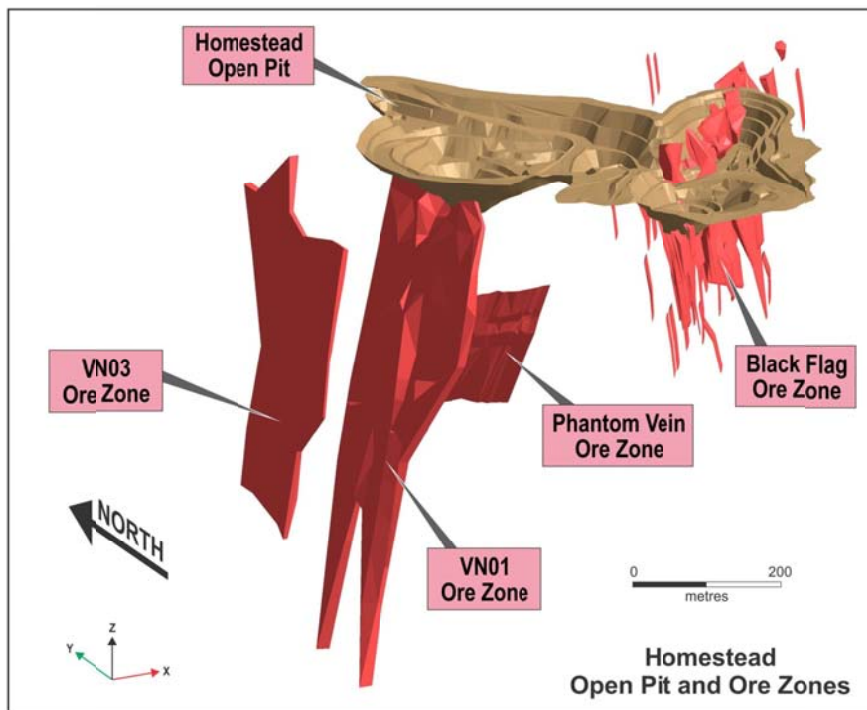 Homestead
Open Pit
VN03
Ore Zone
Black Flag
Ore Zone
Phantom Vein
Ore Zone
VN01
Ore Zone
NORTH
Z
Y
X
0
200
metres
Homestead
Open Pit and Ore Zones